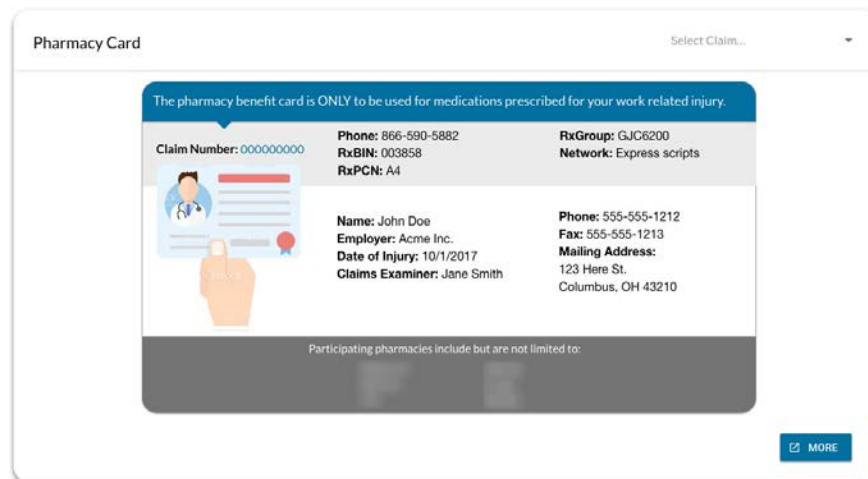 Pharmacy Card
Select Claim...
The pharmacy benefit card is ONLY to be used for medications prescribed for your work related injury.
Claim Number: 000000000
Phone: 866-590-5882
RxBIN: 003858
RxPCN: A4
RxGroup: GJC6200
Network: Express scripts
Name: John Doe
Employer: Acme Inc.
Date of Injury: 10/1/2017
Claims Examiner: Jane Smith
Phone: 555-555-1212
Fax: 555-555-1213
Mailing Address:
123 Here St.
Columbus, OH 43210
Participating pharmacies include but are not limited to:
MORE